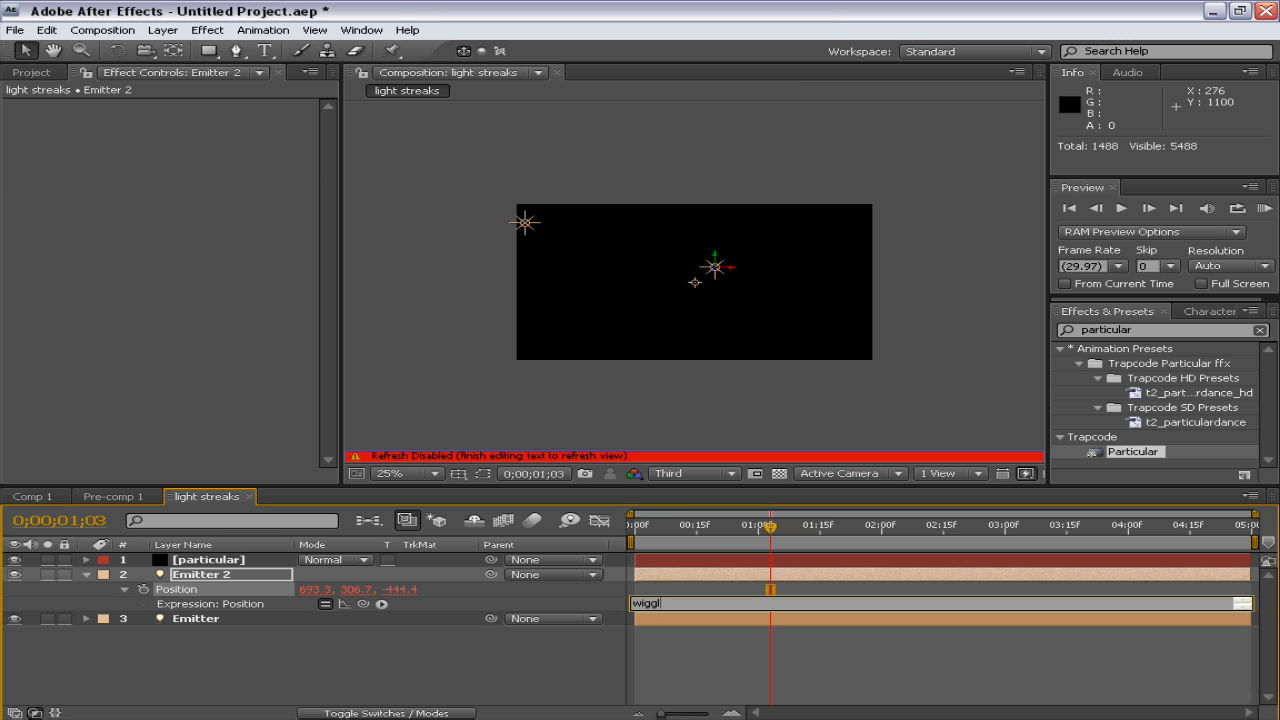 Adobe After Effects - Untitled Project.aep *
File Edit Composition Layer Effect Animation View Window Help
Workspace: Standard Search Help
Project Effect Controls: Emitter 2
light streaks • Emitter 2
Composition: light streaks
light streaks
Info Audio
R :
G :
B :
A : 0
X : 276
Y : 1100
Total: 1488 Visible: 5488
Preview
RAM Preview Options
Frame Rate Skip Resolution
(29.97) 0 Auto
From Current Time Full Screen
Effects & Presets Character
particular
* Animation Presets
Trapcode Particular ffx
Trapcode HD Presets
t2_part...rdance_hd
Trapcode SD Presets
t2_particulardance
Trapcode
Particular
Refresh Disabled (finish editing text to refresh view)
25% 0;00;01;03 Third Active Camera 1 View
Comp 1 Pre-comp 1 light streaks
0;00;01;03
:00F 00:15F 01:00F 01:15F 02:00F 02:15F 03:00F 03:15F 04:00F 04:15F 05:00
# Layer Name Mode T TrkMat Parent
1 [particular] Normal None
2 Emitter 2 None
Position 693.3, 306.7, -444.4
Expression: Position wiggl
3 Emitter None
Toggle Switches / Modes